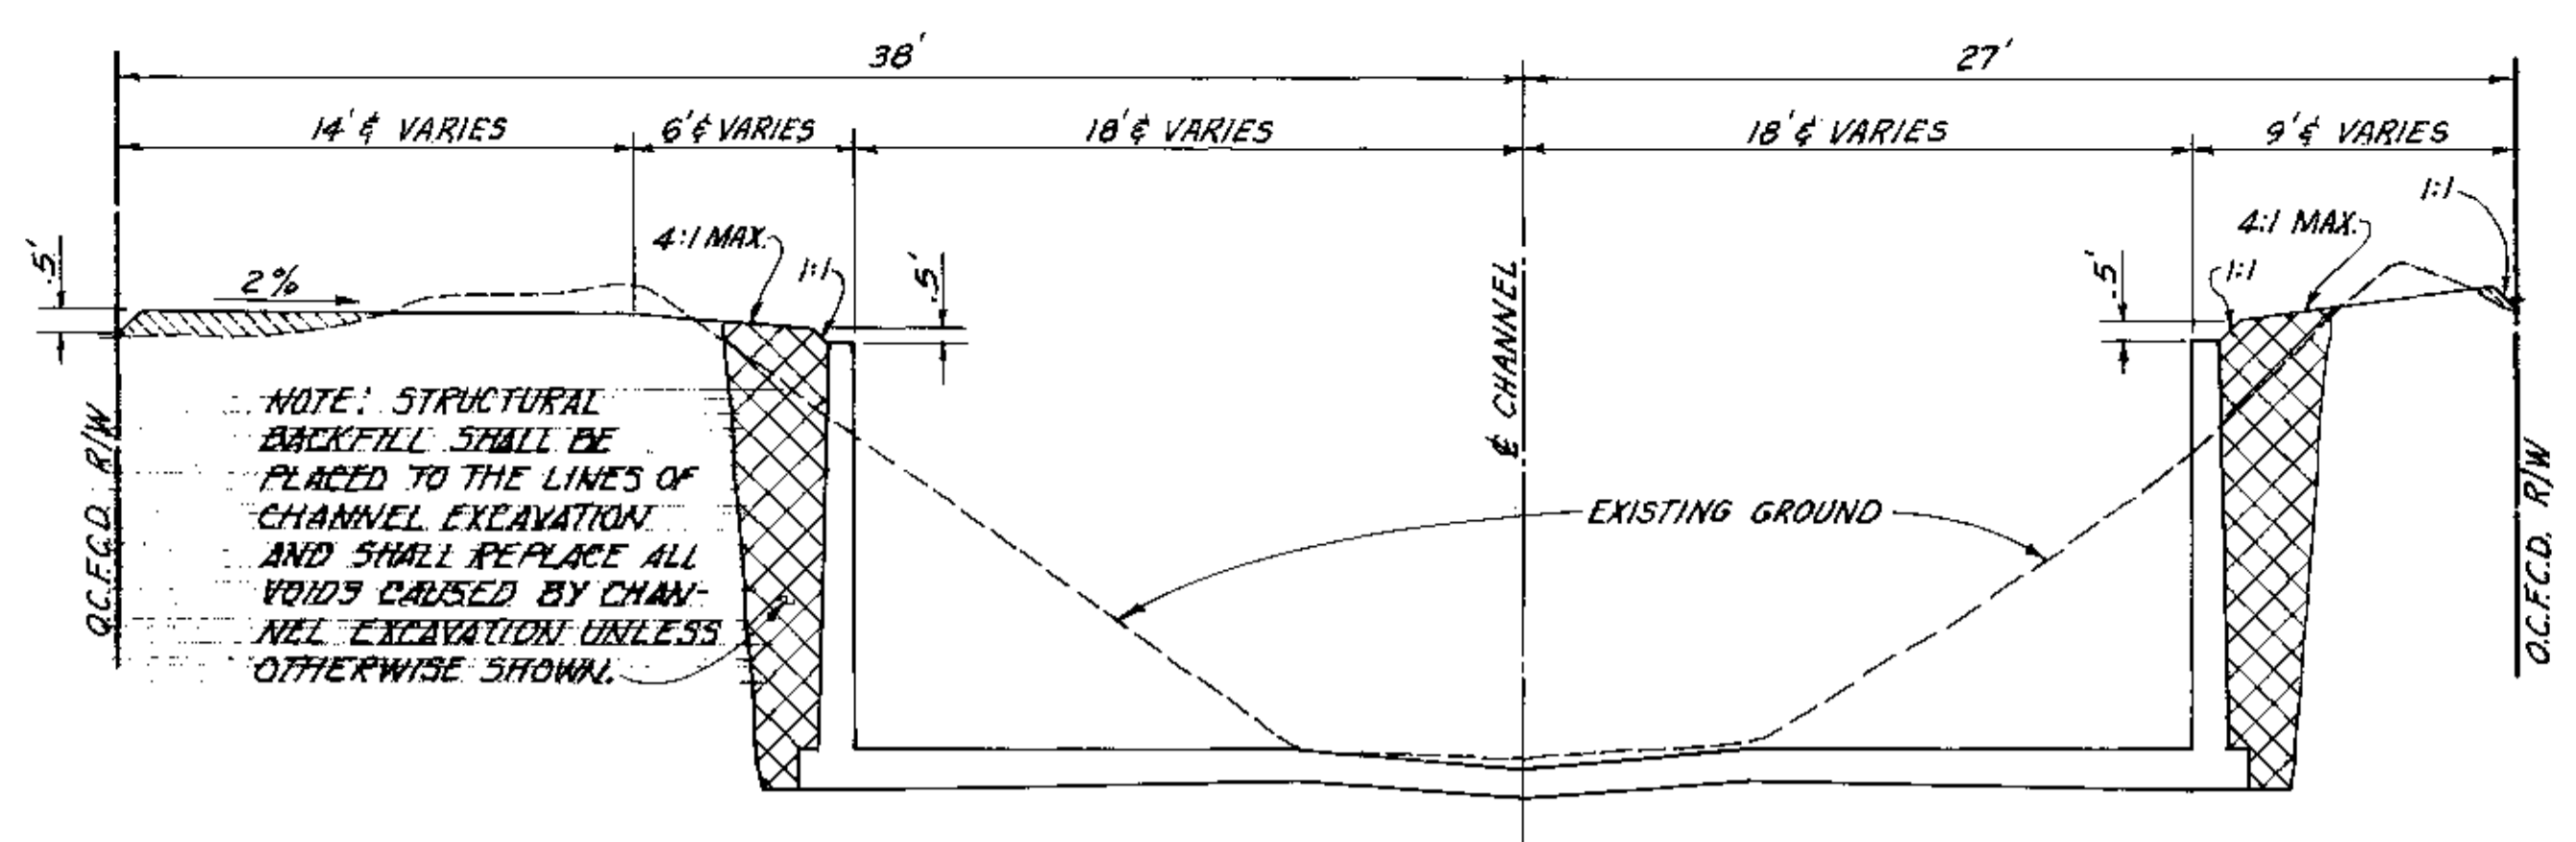 38'
27'
14' & VARIES
6' & VARIES
18' & VARIES
18' & VARIES
9' & VARIES
.5'
2%
4:1 MAX.
1:1
.5'
.5'
1:1
4:1 MAX.
1:1
℄ CHANNEL
O.C.F.C.D. R/W
O.C.F.C.D. R/W
NOTE: STRUCTURAL
BACKFILL SHALL BE
PLACED TO THE LINES OF
CHANNEL EXCAVATION
AND SHALL REPLACE ALL
VOIDS CAUSED BY CHAN-
NEL EXCAVATION UNLESS
OTHERWISE SHOWN.
EXISTING GROUND